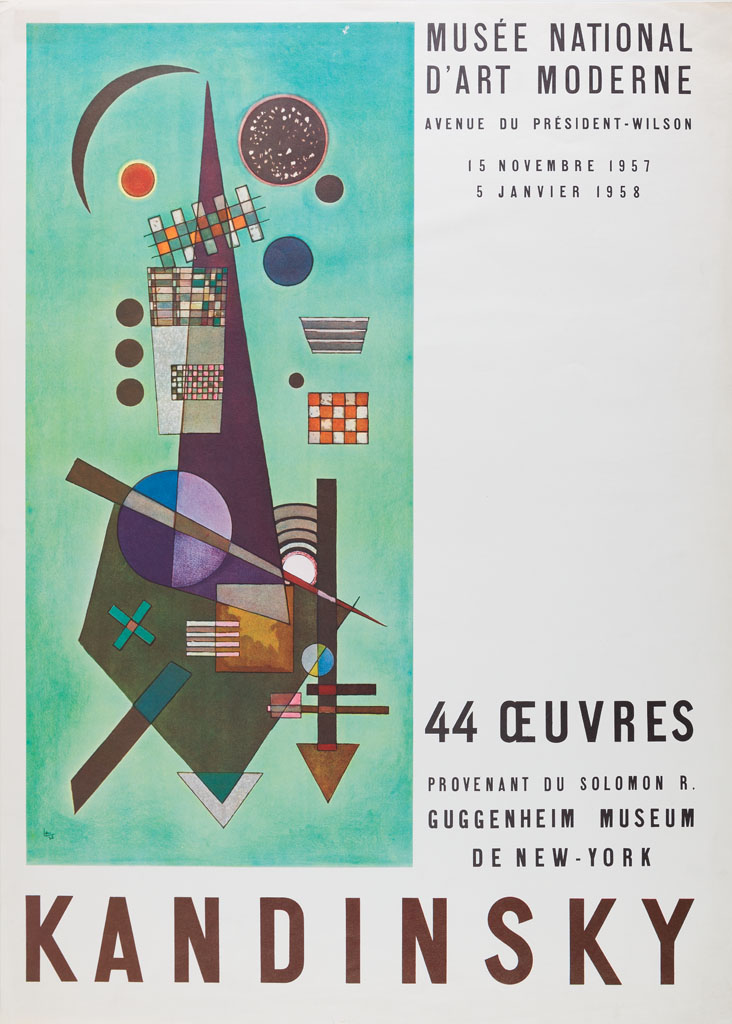 MUSÉE NATIONAL
D'ART MODERNE
AVENUE DU PRÉSIDENT-WILSON
15 NOVEMBRE 1957
5 JANVIER 1958
44 ŒUVRES
PROVENANT DU SOLOMON R.
GUGGENHEIM MUSEUM
DE NEW-YORK
KANDINSKY